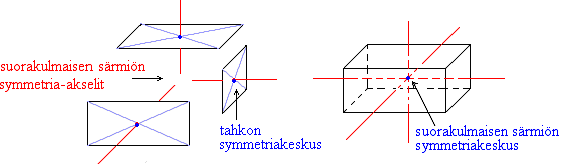 suorakulmaisen särmiön
symmetria-akselit
tahkon
symmetriakeskus
suorakulmaisen särmiön
symmetriakeskus